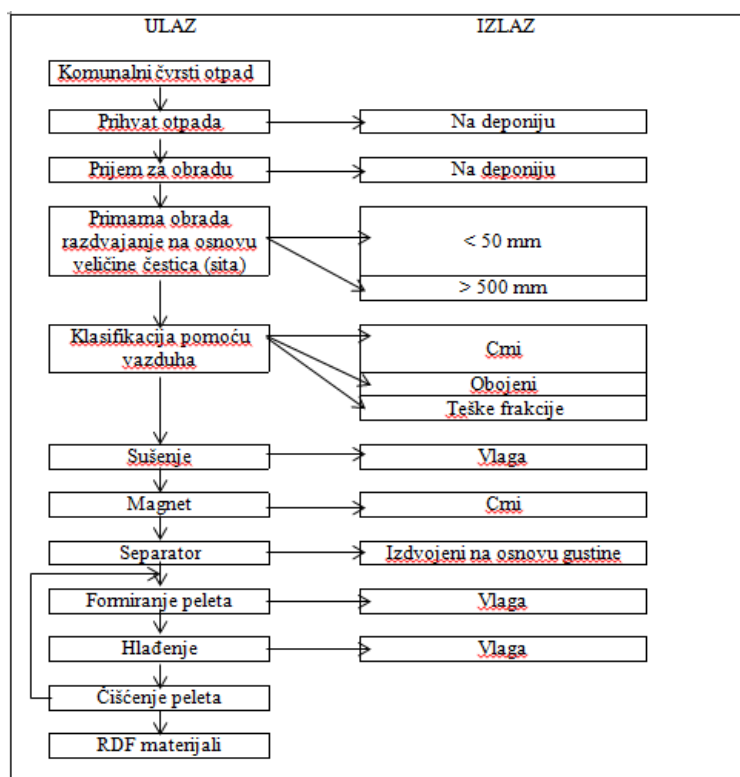 ULAZ IZLAZ
Komunalni čvrsti otpad
Prihvat otpada Na deponiju
Prijem za obradu Na deponiju
Primarna obrada
razdvajanje na osnovu
veličine čestica (sita)
< 50 mm
> 500 mm
Klasifikacija pomoću
vazduha
Crni
Obojeni
Teške frakcije
Sušenje Vlaga
Magnet Crni
Separator Izdvojeni na osnovu gustine
Formiranje peleta Vlaga
Hlađenje Vlaga
Čišćenje peleta
RDF materijali